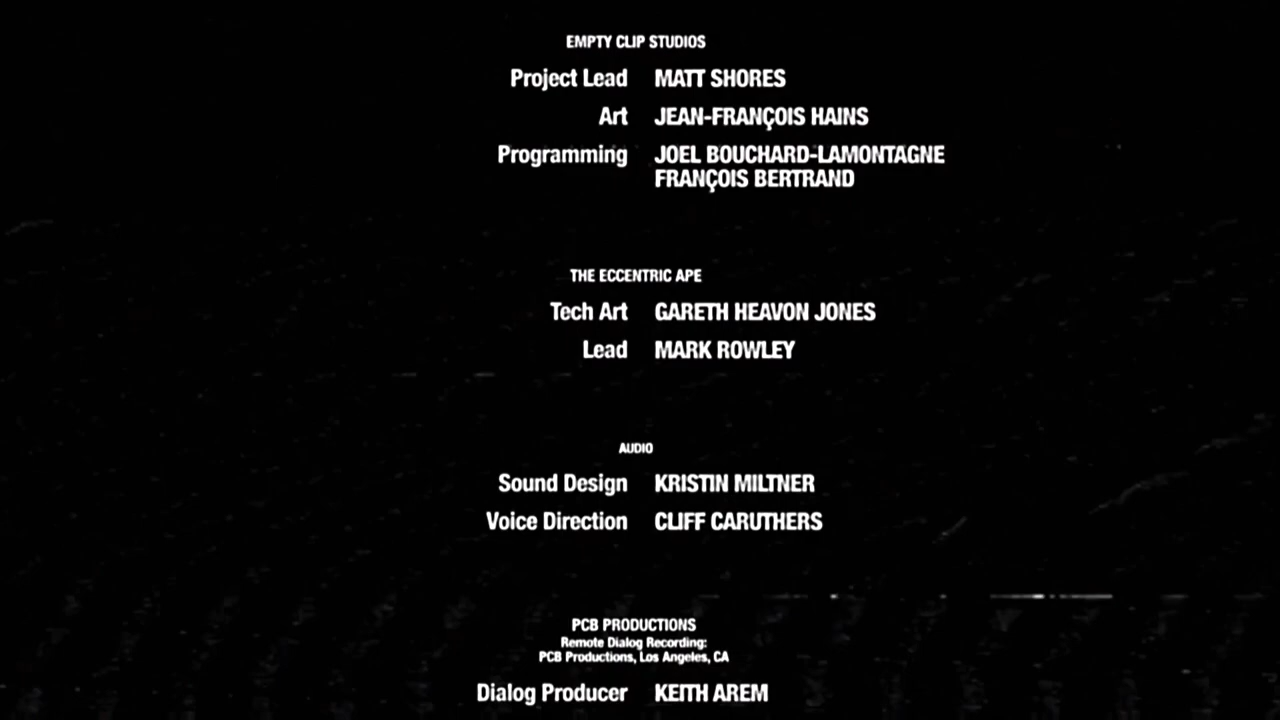 EMPTY CLIP STUDIOS
Project Lead MATT SHORES
Art JEAN-FRANÇOIS HAINS
Programming JOEL BOUCHARD-LAMONTAGNE
FRANÇOIS BERTRAND
THE ECCENTRIC APE
Tech Art GARETH HEAVON JONES
Lead MARK ROWLEY
AUDIO
Sound Design KRISTIN MILTNER
Voice Direction CLIFF CARUTHERS
PCB PRODUCTIONS
Remote Dialog Recording:
PCB Productions, Los Angeles, CA
Dialog Producer KEITH AREM